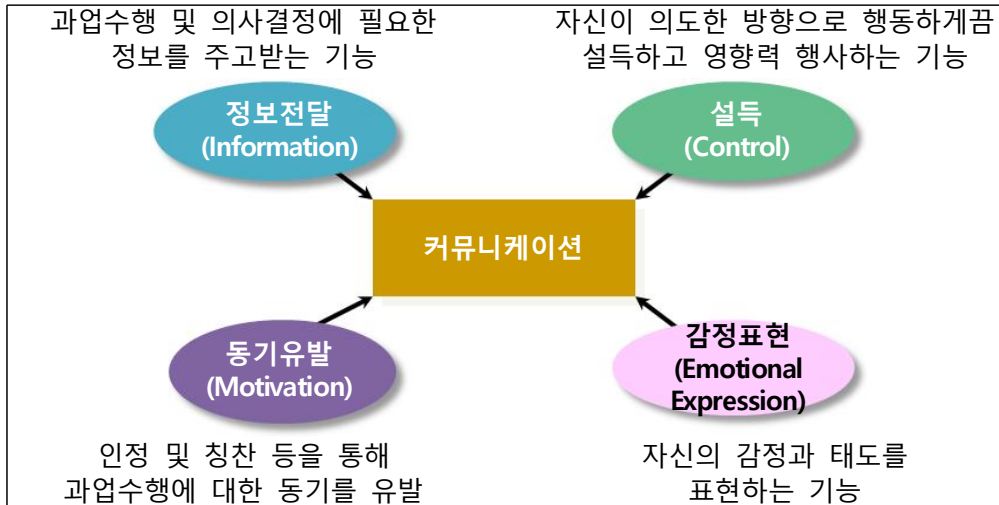 과업수행 및 의사결정에 필요한
정보를 주고받는 기능
자신이 의도한 방향으로 행동하게끔
설득하고 영향력 행사하는 기능
정보전달
(Information)
설득
(Control)
커뮤니케이션
동기유발
(Motivation)
감정표현
(Emotional
Expression)
인정 및 칭찬 등을 통해
과업수행에 대한 동기를 유발
자신의 감정과 태도를
표현하는 기능